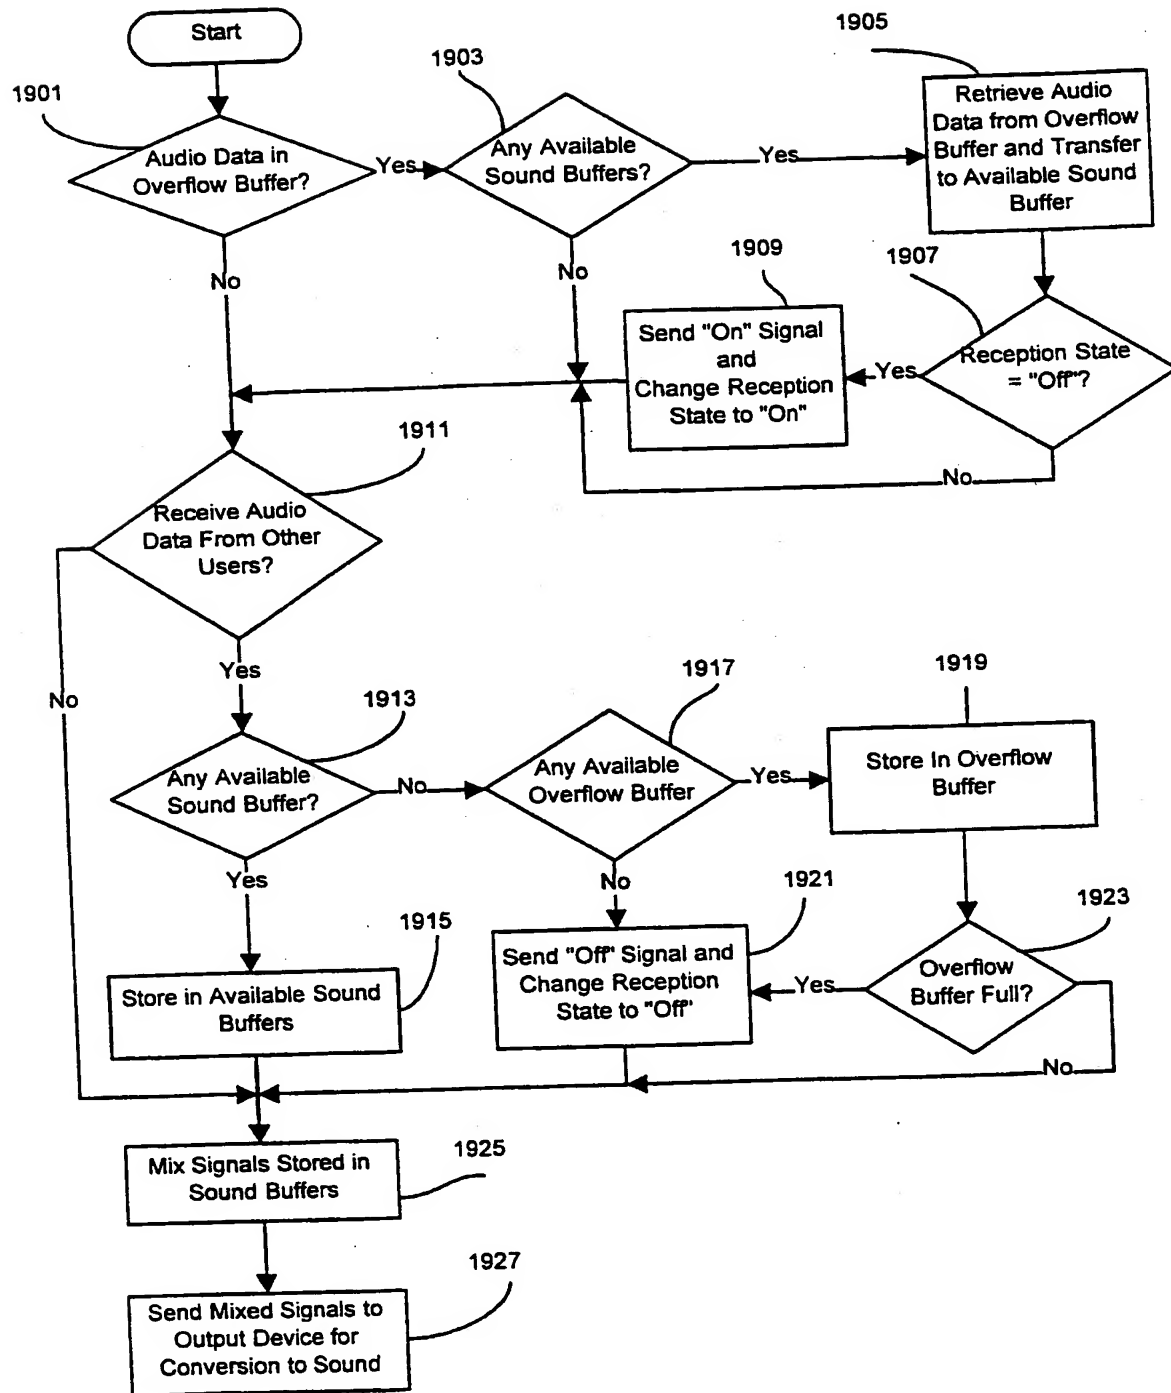 Start
1901
Audio Data in
Overflow Buffer?
Yes
No
1903
Any Available
Sound Buffers?
Yes
No
1905
Retrieve Audio
Data from Overflow
Buffer and Transfer
to Available Sound
Buffer
1907
Reception State
= "Off"?
Yes
No
1909
Send "On" Signal
and
Change Reception
State to "On"
1911
Receive Audio
Data From Other
Users?
Yes
No
1913
Any Available
Sound Buffer?
No
Yes
1917
Any Available
Overflow Buffer
Yes
No
1919
Store In Overflow
Buffer
1915
Store in Available Sound
Buffers
1921
Send "Off" Signal and
Change Reception
State to "Off"
1923
Overflow
Buffer Full?
Yes
No
1925
Mix Signals Stored in
Sound Buffers
1927
Send Mixed Signals to
Output Device for
Conversion to Sound